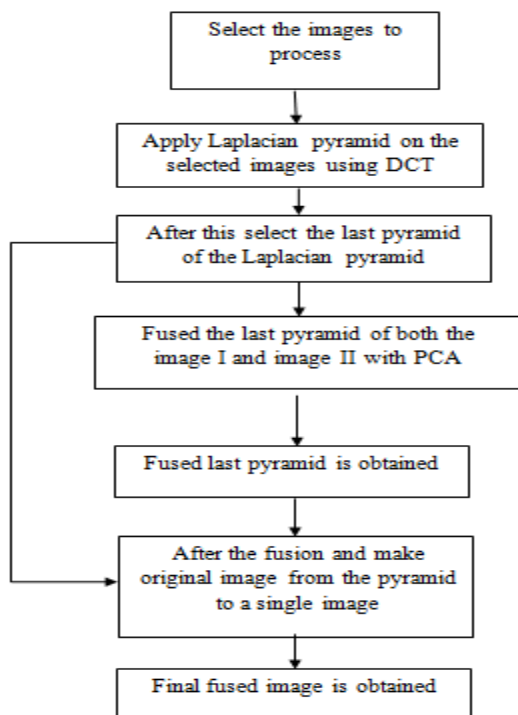 Select the images to
process
Apply Laplacian pyramid on the
selected images using DCT
After this select the last pyramid
of the Laplacian pyramid
Fused the last pyramid of both the
image I and image II with PCA
Fused last pyramid is obtained
After the fusion and make
original image from the pyramid
to a single image
Final fused image is obtained